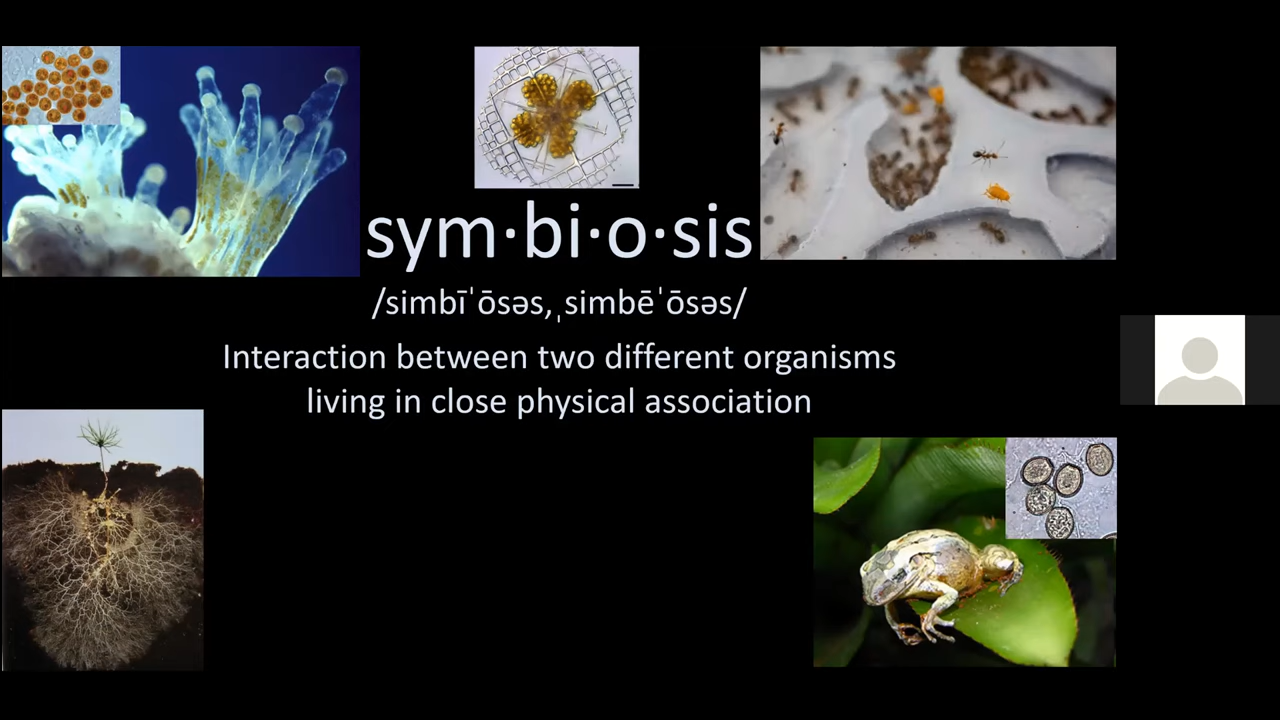 sym·bi·o·sis
/simbīˈōsəs,ˌsimbēˈōsəs/
Interaction between two different organisms
living in close physical association